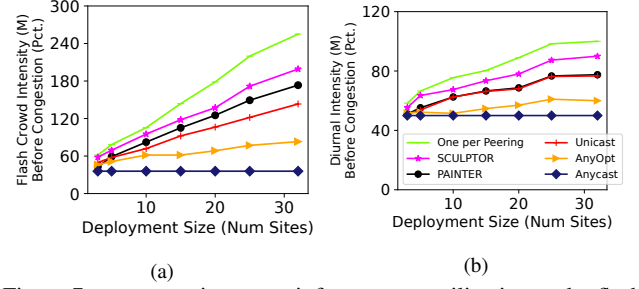 300
240
180
120
60
0
Flash Crowd Intensity (M)
Before Congestion (Pct.)
10
20
30
Deployment Size (Num Sites)
(a)
120
80
40
0
Diurnal Intensity (M)
Before Congestion (Pct.)
One per Peering
SCULPTOR
PAINTER
Unicast
AnyOpt
Anycast
10
20
30
Deployment Size (Num Sites)
(b)